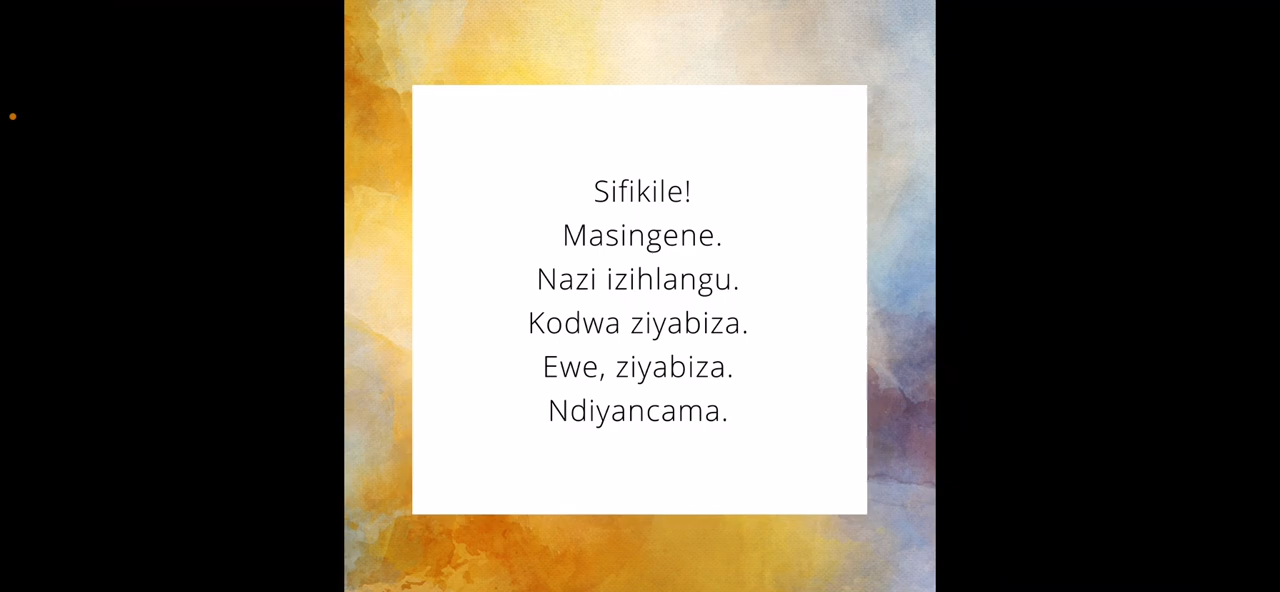 Sifikile!
Masingene.
Nazi izihlangu.
Kodwa ziyabiza.
Ewe, ziyabiza.
Ndiyancama.